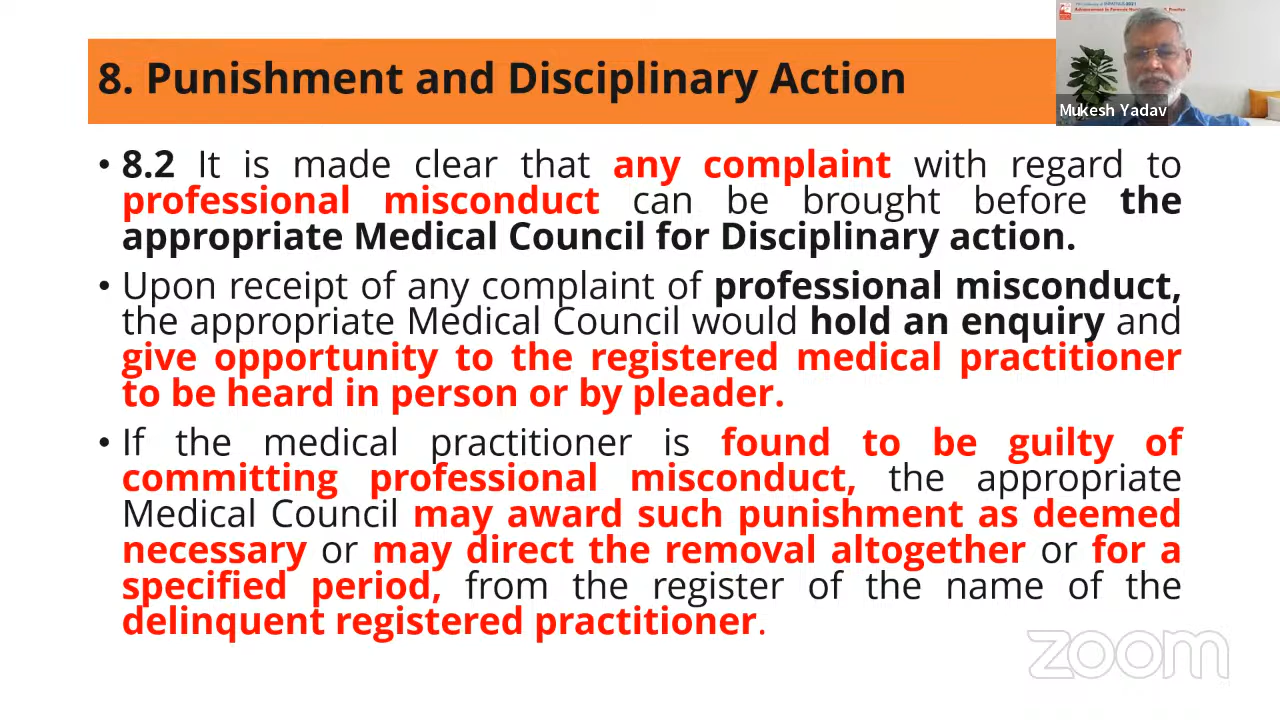 8. Punishment and Disciplinary Action
Mukesh Yadav
• 8.2 It is made clear that any complaint with regard to
professional misconduct can be brought before the
appropriate Medical Council for Disciplinary action.
• Upon receipt of any complaint of professional misconduct,
the appropriate Medical Council would hold an enquiry and
give opportunity to the registered medical practitioner
to be heard in person or by pleader.
• If the medical practitioner is found to be guilty of
committing professional misconduct, the appropriate
Medical Council may award such punishment as deemed
necessary or may direct the removal altogether or for a
specified period, from the register of the name of the
delinquent registered practitioner.
zoom